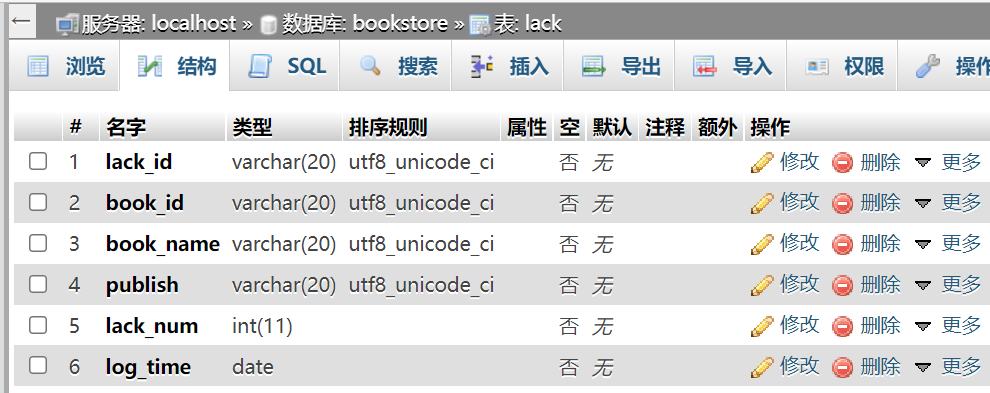 服务器: localhost » 数据库: bookstore » 表: lack
浏览 结构 SQL 搜索 插入 导出 导入 权限 操作
# 名字 类型 排序规则 属性 空 默认 注释 额外 操作
1 lack_id varchar(20) utf8_unicode_ci 否 无 修改 删除 更多
2 book_id varchar(20) utf8_unicode_ci 否 无 修改 删除 更多
3 book_name varchar(20) utf8_unicode_ci 否 无 修改 删除 更多
4 publish varchar(20) utf8_unicode_ci 否 无 修改 删除 更多
5 lack_num int(11) 否 无 修改 删除 更多
6 log_time date 否 无 修改 删除 更多